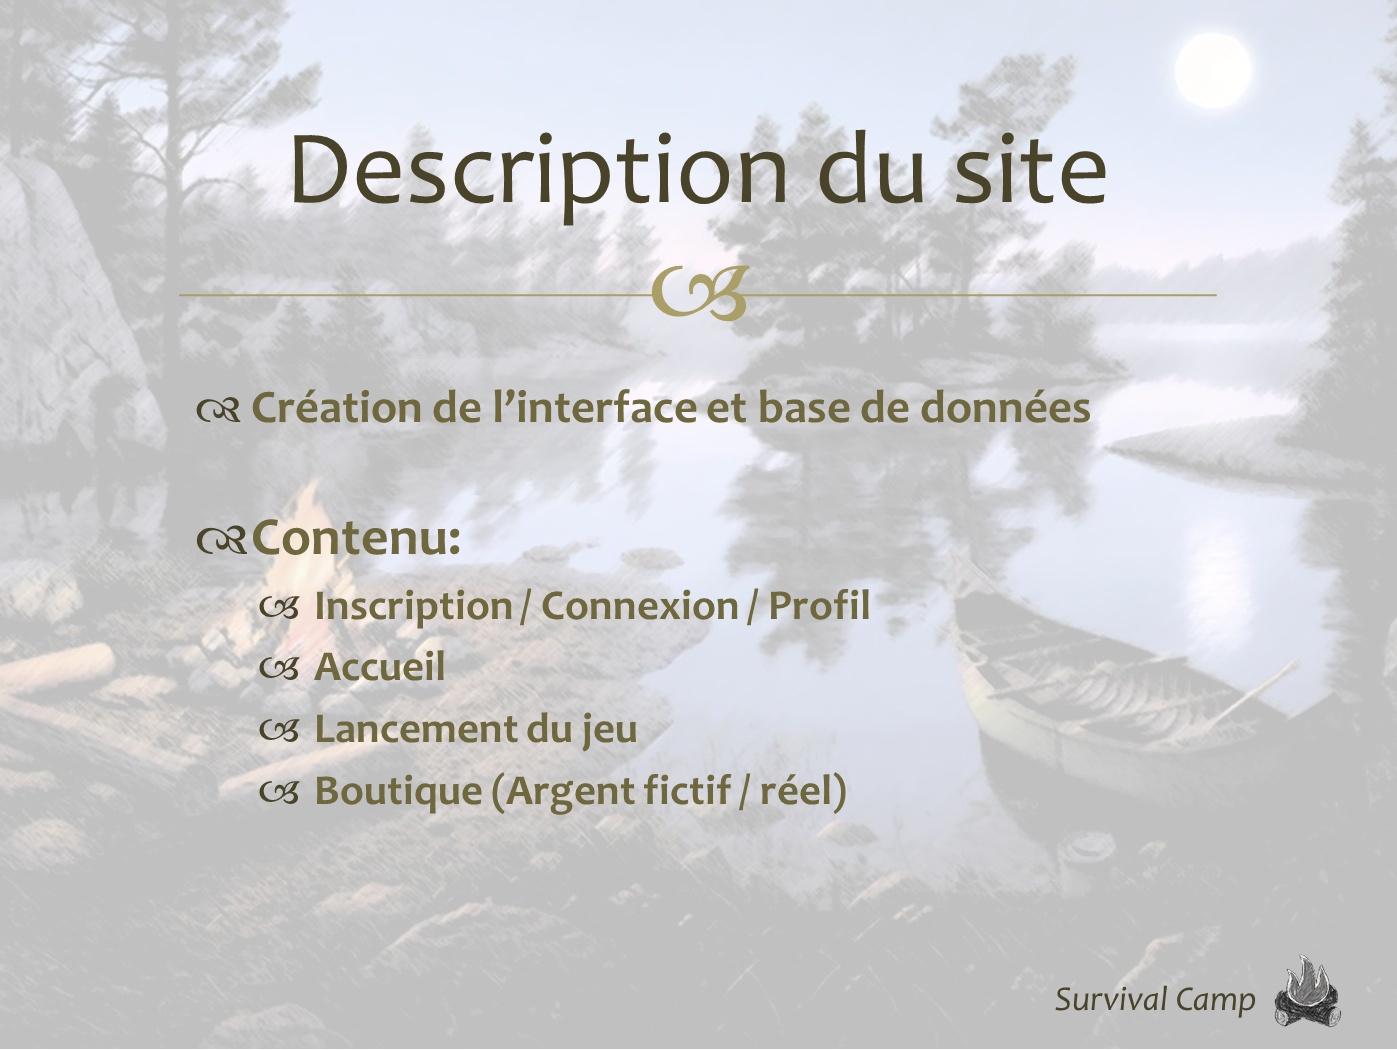 Description du site
Création de l’interface et base de données
Contenu:
Inscription / Connexion / Profil
Accueil
Lancement du jeu
Boutique (Argent fictif / réel)
Survival Camp